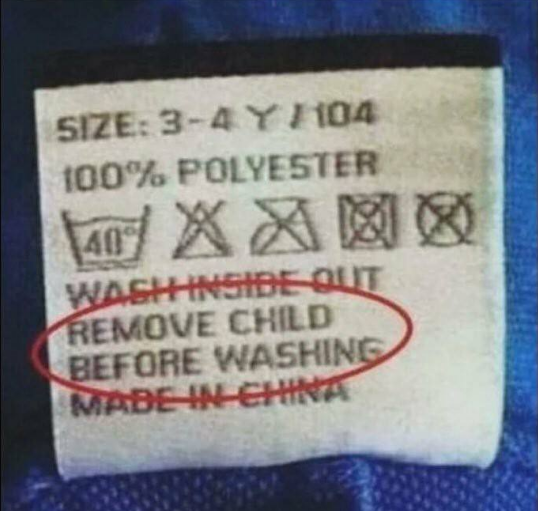 SIZE: 3-4 Y / 104
100% POLYESTER
40°
WASH INSIDE OUT
REMOVE CHILD
BEFORE WASHING
MADE IN CHINA